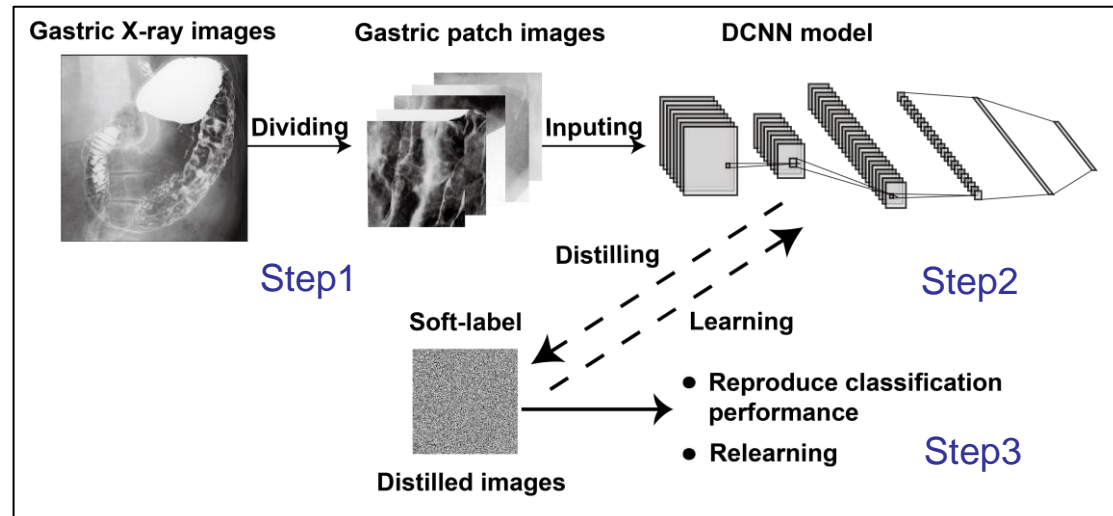 Gastric X-ray images
Gastric patch images
DCNN model
Dividing
Inputing
Step1
Distilling
Step2
Soft-label
Learning
● Reproduce classification
performance
● Relearning
Step3
Distilled images